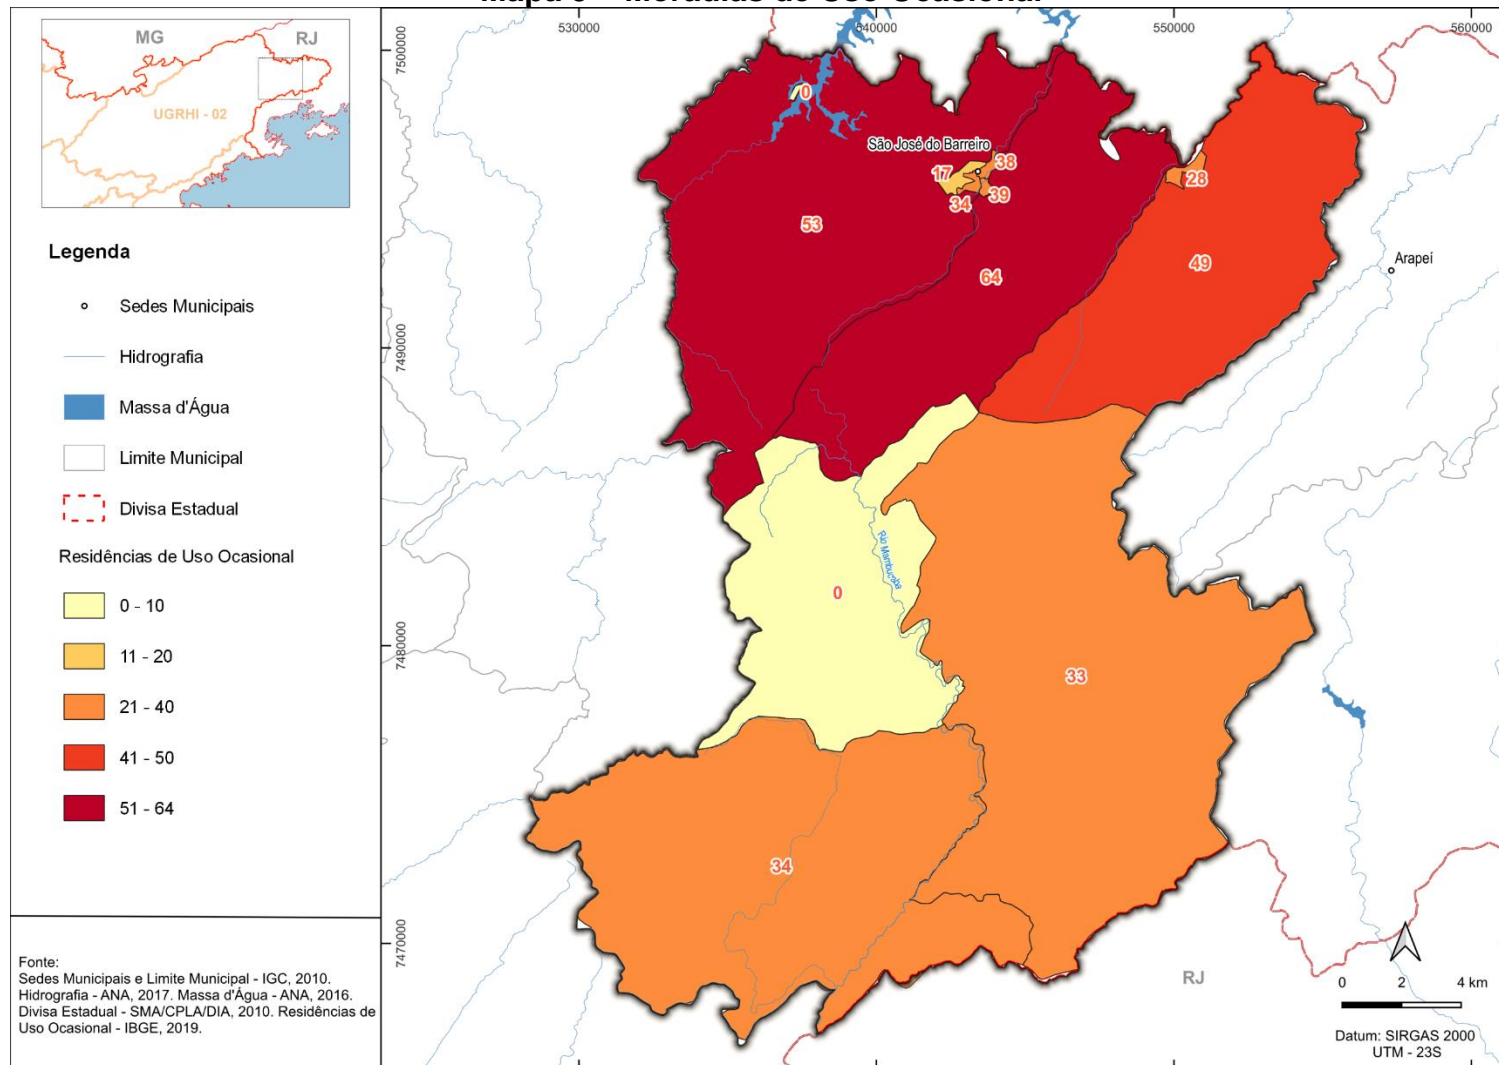 530000
540000
550000
560000
7500000
7490000
7480000
7470000
MG
RJ
UGRHI - 02
Legenda
Sedes Municipais
Hidrografia
Massa d'Água
Limite Municipal
Divisa Estadual
Residências de Uso Ocasional
0 - 10
11 - 20
21 - 40
41 - 50
51 - 64
Fonte:
Sedes Municipais e Limite Municipal - IGC, 2010.
Hidrografia - ANA, 2017. Massa d'Água - ANA, 2016.
Divisa Estadual - SMA/CPLA/DIA, 2010. Residências de
Uso Ocasional - IBGE, 2019.
0
São José do Barreiro
17
38
39
34
28
53
64
49
Arapeí
Rio Mambucaba
0
33
34
RJ
0 2 4 km
Datum: SIRGAS 2000
UTM - 23S